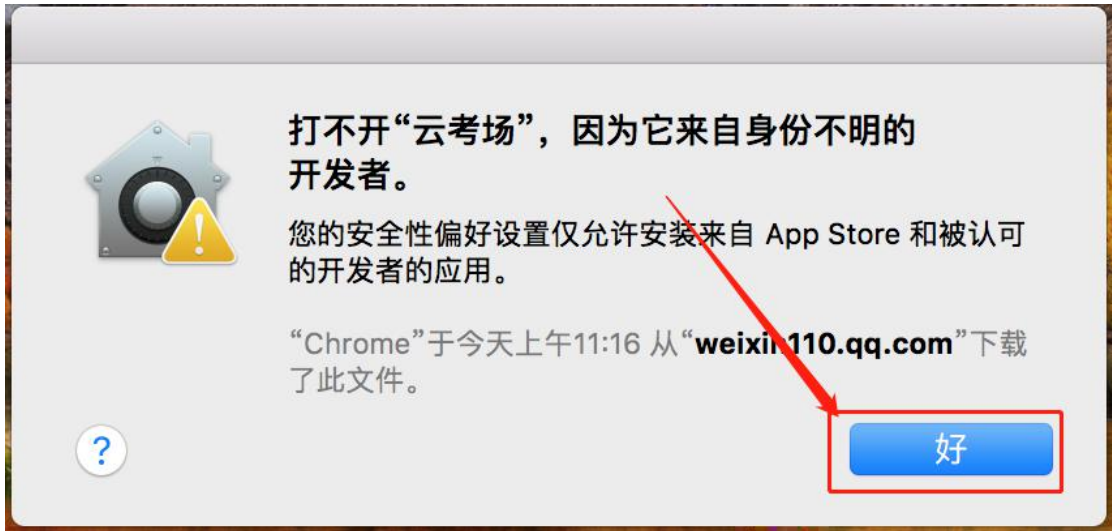 打不开“云考场”，因为它来自身份不明的
开发者。
您的安全性偏好设置仅允许安装来自 App Store 和被认可
的开发者的应用。
“Chrome”于今天上午11:16 从“weixin110.qq.com”下载
了此文件。
?
好